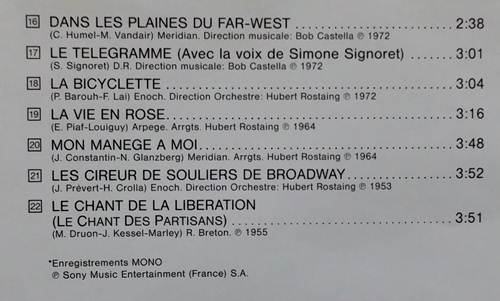 16 DANS LES PLAINES DU FAR-WEST ........................ 2:38
(C. Humel-M. Vandair) Meridian. Direction musicale: Bob Castella ℗ 1972
17 LE TELEGRAMME (Avec la voix de Simone Signoret) ...... 3:01
(S. Signoret) D.R. Direction musicale: Bob Castella ℗ 1972
18 LA BICYCLETTE ........................ 3:04
(P. Barouh-F. Lai) Enoch. Direction Orchestre: Hubert Rostaing ℗ 1972
19 LA VIE EN ROSE ........................ 3:16
(E. Piaf-Louiguy) Arpege. Arrgts. Hubert Rostaing ℗ 1964
20 MON MANEGE A MOI ........................ 3:48
(J. Constantin-N. Glanzberg) Meridian. Arrgts. Hubert Rostaing ℗ 1964
21 LES CIREUR DE SOULIERS DE BROADWAY ............ 3:52
(J. Prévert-H. Crolla) Enoch. Direction Orchestre: Hubert Rostaing ℗ 1953
22 LE CHANT DE LA LIBERATION
(LE CHANT DES PARTISANS) ........................ 3:51
(M. Druon-J. Kessel-Marley) R. Breton. ℗ 1955
*Enregistrements MONO
℗ Sony Music Entertainment (France) S.A.